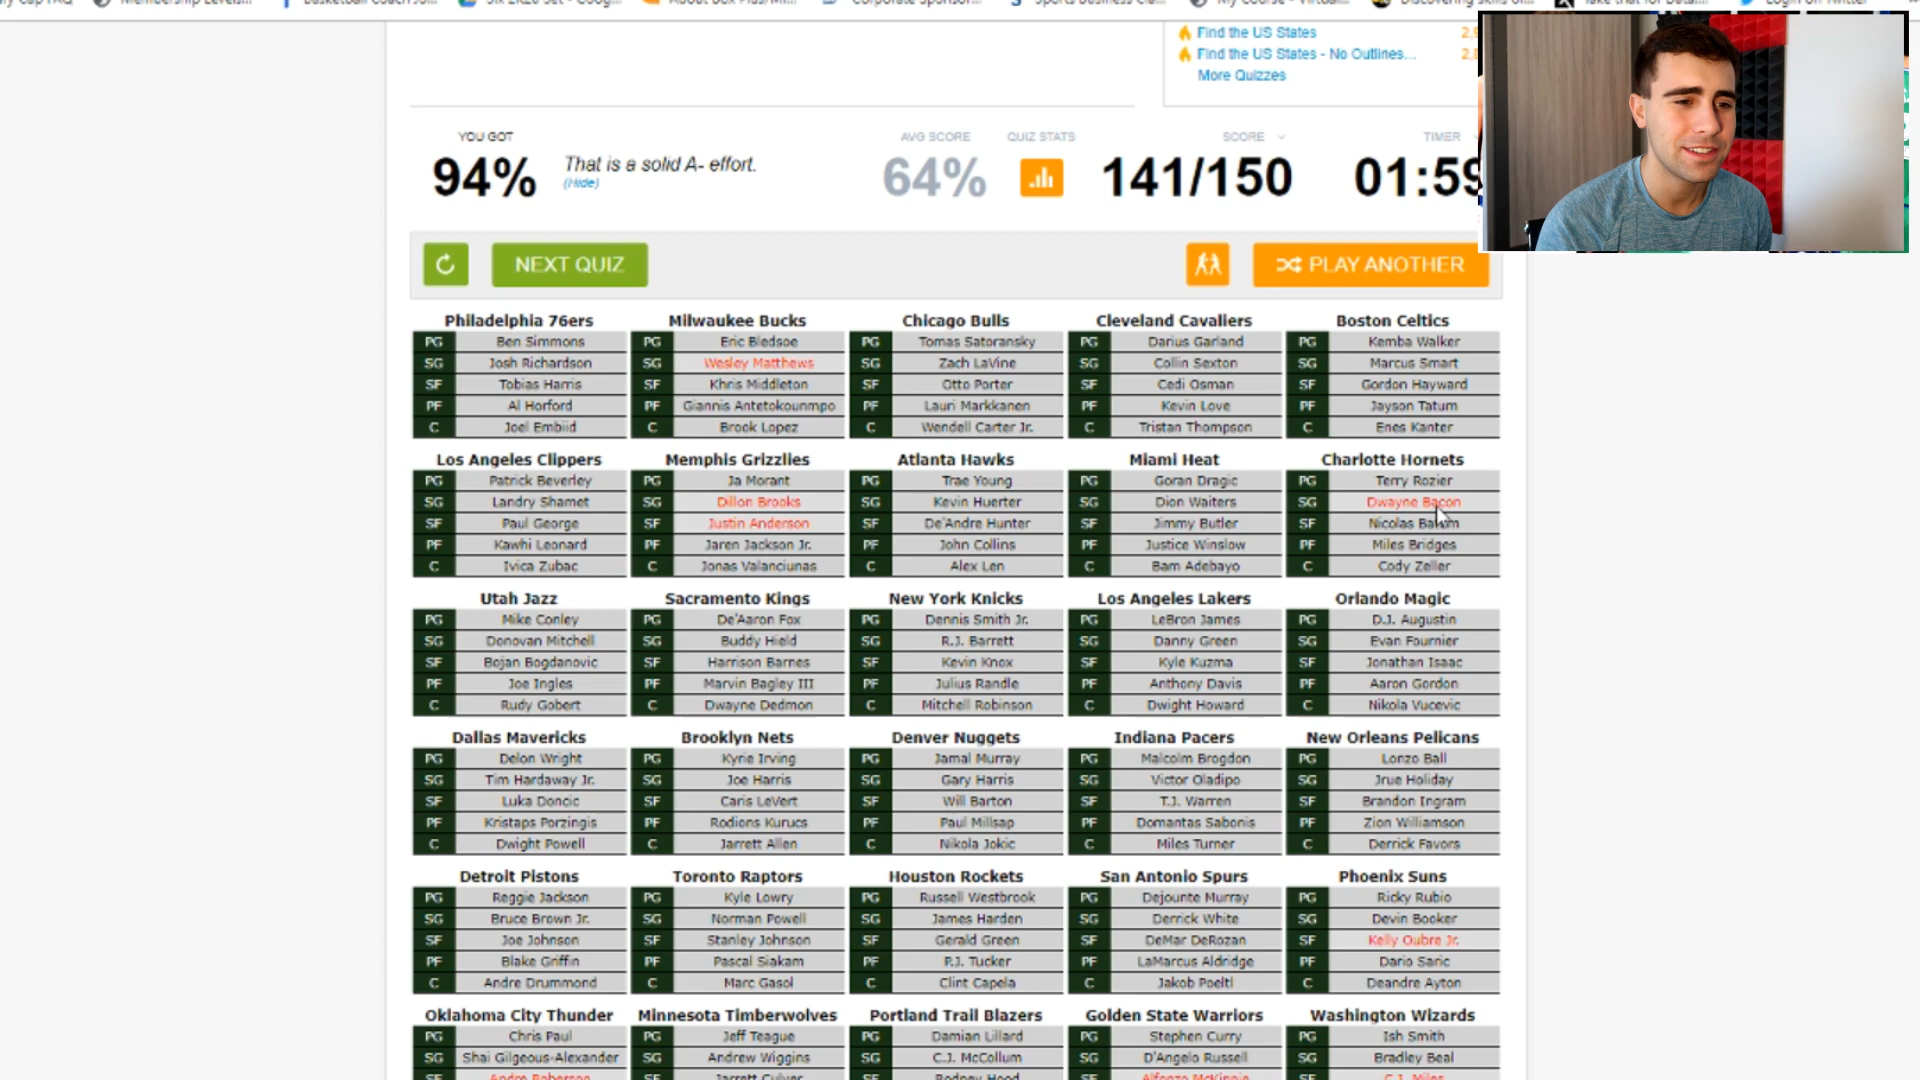 Find the US States
Find the US States - No Outlines...
More Quizzes
YOU GOT
94%
That is a solid A- effort.
(Hide)
AVG SCORE
64%
QUIZ STATS
SCORE
141/150
TIMER
01:59
NEXT QUIZ
PLAY ANOTHER
Philadelphia 76ers Milwaukee Bucks Chicago Bulls Cleveland Cavaliers Boston Celtics
PG Ben Simmons PG Eric Bledsoe PG Tomas Satoransky PG Darius Garland PG Kemba Walker
SG Josh Richardson SG Wesley Matthews SG Zach LaVine SG Collin Sexton SG Marcus Smart
SF Tobias Harris SF Khris Middleton SF Otto Porter SF Cedi Osman SF Gordon Hayward
PF Al Horford PF Giannis Antetokounmpo PF Lauri Markkanen PF Kevin Love PF Jayson Tatum
C Joel Embiid C Brook Lopez C Wendell Carter Jr. C Tristan Thompson C Enes Kanter
Los Angeles Clippers Memphis Grizzlies Atlanta Hawks Miami Heat Charlotte Hornets
PG Patrick Beverley PG Ja Morant PG Trae Young PG Goran Dragic PG Terry Rozier
SG Landry Shamet SG Dillon Brooks SG Kevin Huerter SG Dion Waiters SG Dwayne Bacon
SF Paul George SF Justin Anderson SF De'Andre Hunter SF Jimmy Butler SF Nicolas Batum
PF Kawhi Leonard PF Jaren Jackson Jr. PF John Collins PF Justice Winslow PF Miles Bridges
C Ivica Zubac C Jonas Valanciunas C Alex Len C Bam Adebayo C Cody Zeller
Utah Jazz Sacramento Kings New York Knicks Los Angeles Lakers Orlando Magic
PG Mike Conley PG De'Aaron Fox PG Dennis Smith Jr. PG LeBron James PG D.J. Augustin
SG Donovan Mitchell SG Buddy Hield SG R.J. Barrett SG Danny Green SG Evan Fournier
SF Bojan Bogdanovic SF Harrison Barnes SF Kevin Knox SF Kyle Kuzma SF Jonathan Isaac
PF Joe Ingles PF Marvin Bagley III PF Julius Randle PF Anthony Davis PF Aaron Gordon
C Rudy Gobert C Dwayne Dedmon C Mitchell Robinson C Dwight Howard C Nikola Vucevic
Dallas Mavericks Brooklyn Nets Denver Nuggets Indiana Pacers New Orleans Pelicans
PG Delon Wright PG Kyrie Irving PG Jamal Murray PG Malcolm Brogdon PG Lonzo Ball
SG Tim Hardaway Jr. SG Joe Harris SG Gary Harris SG Victor Oladipo SG Jrue Holiday
SF Luka Doncic SF Caris LeVert SF Will Barton SF T.J. Warren SF Brandon Ingram
PF Kristaps Porzingis PF Rodions Kurucs PF Paul Millsap PF Domantas Sabonis PF Zion Williamson
C Dwight Powell C Jarrett Allen C Nikola Jokic C Miles Turner C Derrick Favors
Detroit Pistons Toronto Raptors Houston Rockets San Antonio Spurs Phoenix Suns
PG Reggie Jackson PG Kyle Lowry PG Russell Westbrook PG Dejounte Murray PG Ricky Rubio
SG Bruce Brown Jr. SG Norman Powell SG James Harden SG Derrick White SG Devin Booker
SF Joe Johnson SF Stanley Johnson SF Gerald Green SF DeMar DeRozan SF Kelly Oubre Jr.
PF Blake Griffin PF Pascal Siakam PF P.J. Tucker PF LaMarcus Aldridge PF Dario Saric
C Andre Drummond C Marc Gasol C Clint Capela C Jakob Poeltl C Deandre Ayton
Oklahoma City Thunder Minnesota Timberwolves Portland Trail Blazers Golden State Warriors Washington Wizards
PG Chris Paul PG Jeff Teague PG Damian Lillard PG Stephen Curry PG Ish Smith
SG Shai Gilgeous-Alexander SG Andrew Wiggins SG C.J. McCollum SG D'Angelo Russell SG Bradley Beal
SF Andre Roberson SF Jarrett Culver SF Rodney Hood SF Alfonzo McKinnie SF C.J. Miles